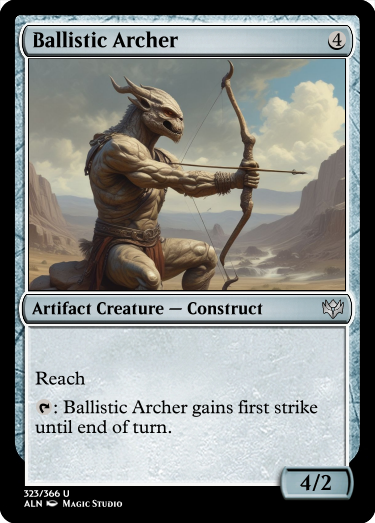 Ballistic Archer 4
Artifact Creature — Construct
Reach
: Ballistic Archer gains first strike
until end of turn.
4/2
323/366 U
ALN Magic Studio